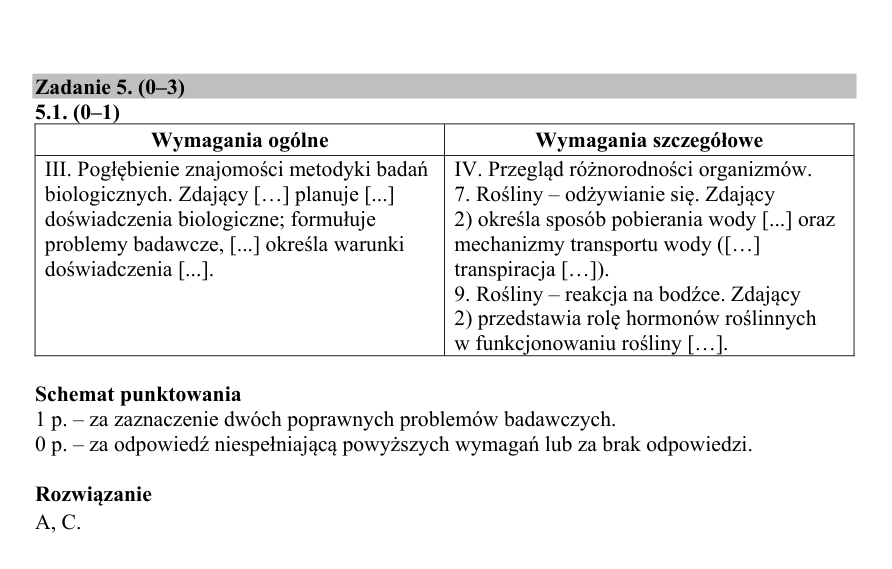 Zadanie 5. (0–3)
5.1. (0–1)
Wymagania ogólne
Wymagania szczegółowe
III. Pogłębienie znajomości metodyki badań
biologicznych. Zdający […] planuje [...]
doświadczenia biologiczne; formułuje
problemy badawcze, [...] określa warunki
doświadczenia [...].
IV. Przegląd różnorodności organizmów.
7. Rośliny – odżywianie się. Zdający
2) określa sposób pobierania wody [...] oraz
mechanizmy transportu wody ([…]
transpiracja […]).
9. Rośliny – reakcja na bodźce. Zdający
2) przedstawia rolę hormonów roślinnych
w funkcjonowaniu rośliny […].
Schemat punktowania
1 p. – za zaznaczenie dwóch poprawnych problemów badawczych.
0 p. – za odpowiedź niespełniającą powyższych wymagań lub za brak odpowiedzi.
Rozwiązanie
A, C.